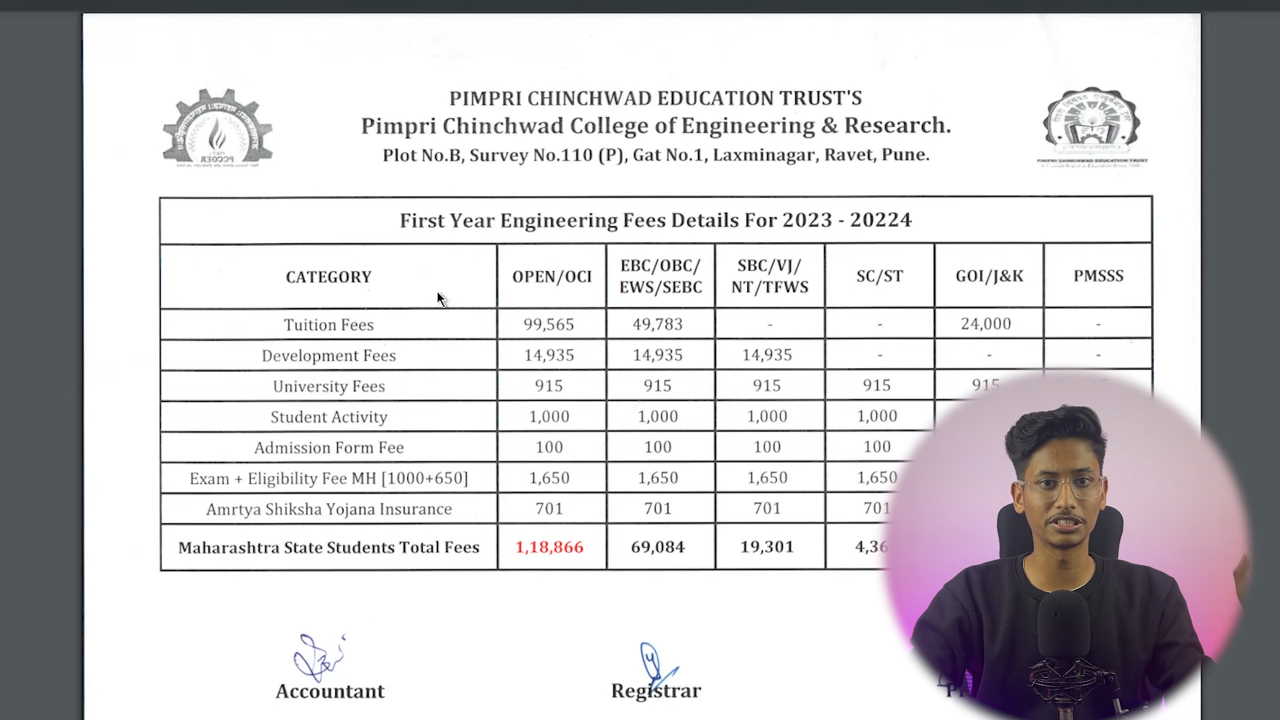 PIMPRI CHINCHWAD EDUCATION TRUST'S
Pimpri Chinchwad College of Engineering & Research.
Plot No.B, Survey No.110 (P), Gat No.1, Laxminagar, Ravet, Pune.
PCCOER
PIMPRI CHINCHWAD EDUCATION TRUST
First Year Engineering Fees Details For 2023 - 20224
CATEGORY OPEN/OCI EBC/OBC/ EWS/SEBC SBC/VJ/ NT/TFWS SC/ST GOI/J&K PMSSS
Tuition Fees 99,565 49,783 - - 24,000 -
Development Fees 14,935 14,935 14,935 - - -
University Fees 915 915 915 915 915
Student Activity 1,000 1,000 1,000 1,000
Admission Form Fee 100 100 100 100
Exam + Eligibility Fee MH [1000+650] 1,650 1,650 1,650 1,650
Amrtya Shiksha Yojana Insurance 701 701 701 701
Maharashtra State Students Total Fees 1,18,866 69,084 19,301
Accountant Registrar